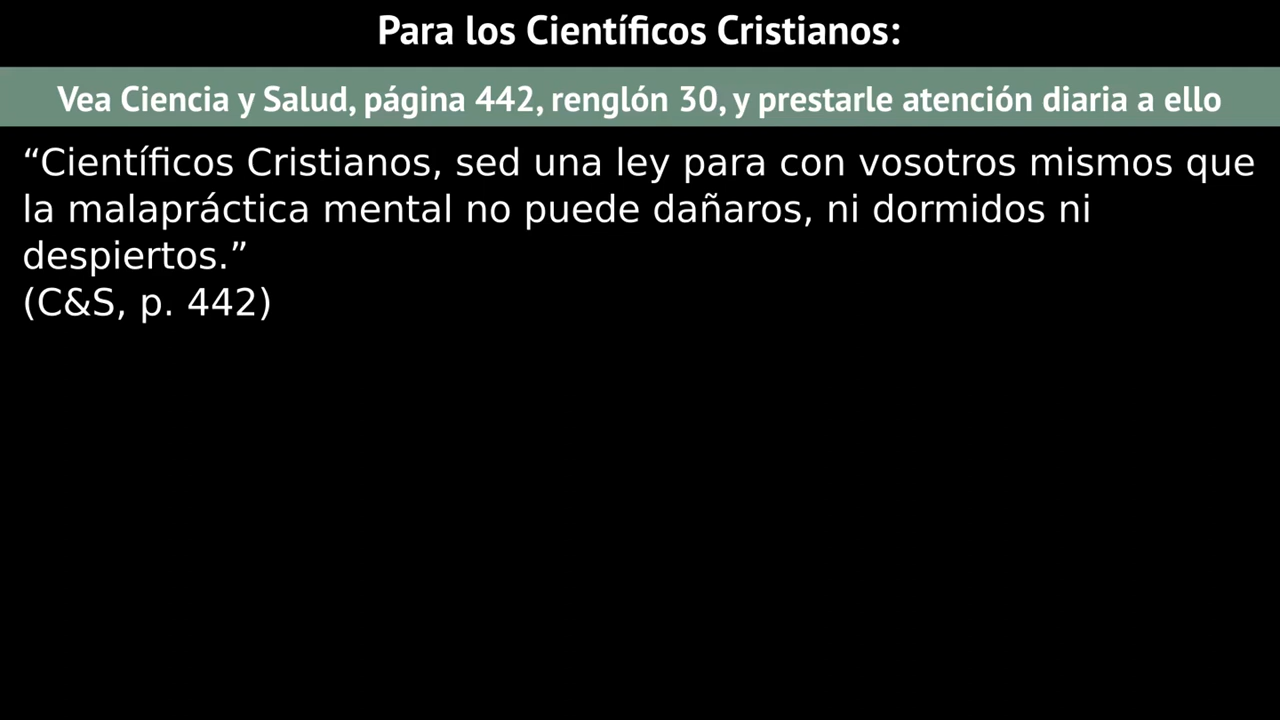 Para los Científicos Cristianos:
Vea Ciencia y Salud, página 442, renglón 30, y prestarle atención diaria a ello
“Científicos Cristianos, sed una ley para con vosotros mismos que
la malapráctica mental no puede dañaros, ni dormidos ni
despiertos.”
(C&S, p. 442)